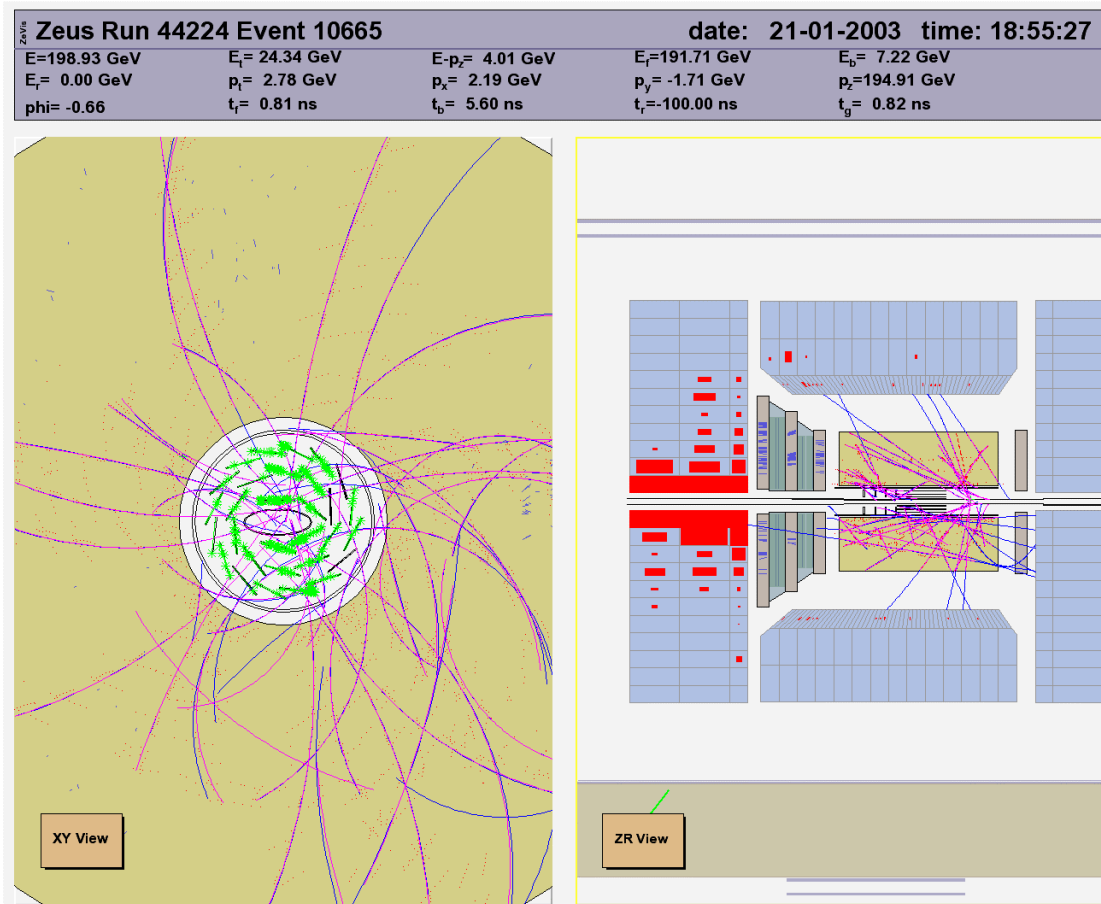 ZeVis Zeus Run 44224 Event 10665 date: 21-01-2003 time: 18:55:27
E=198.93 GeV Et= 24.34 GeV E-pz= 4.01 GeV Ef=191.71 GeV Eb= 7.22 GeV
Er= 0.00 GeV pt= 2.78 GeV px= 2.19 GeV py= -1.71 GeV pz=194.91 GeV
phi= -0.66 tf= 0.81 ns tb= 5.60 ns tr=-100.00 ns tg= 0.82 ns
XY View
ZR View